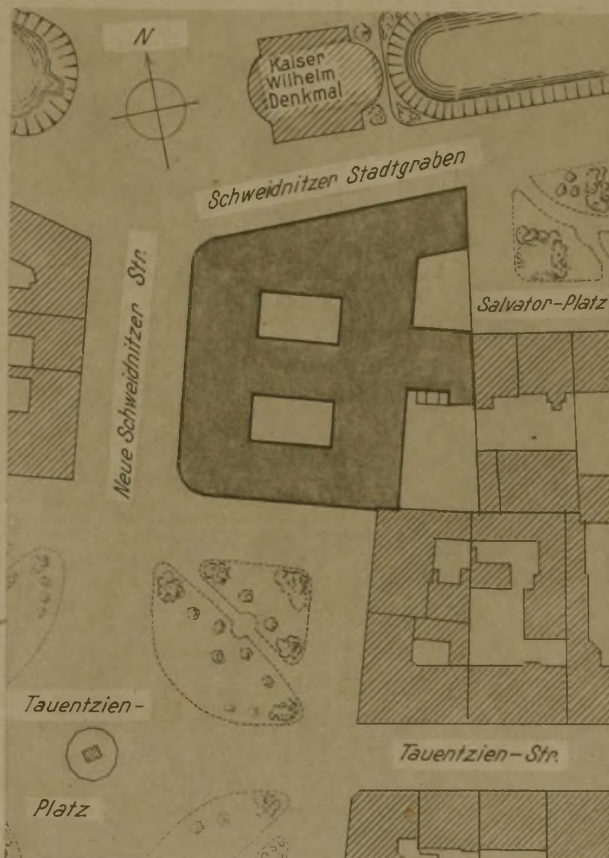 N
Kaiser
Wilhelm
Denkmal
Schweidnitzer Stadtgraben
Neue Schweidnitzer Str.
Salvator-Platz
Tauentzien-
Platz
Tauentzien-Str.